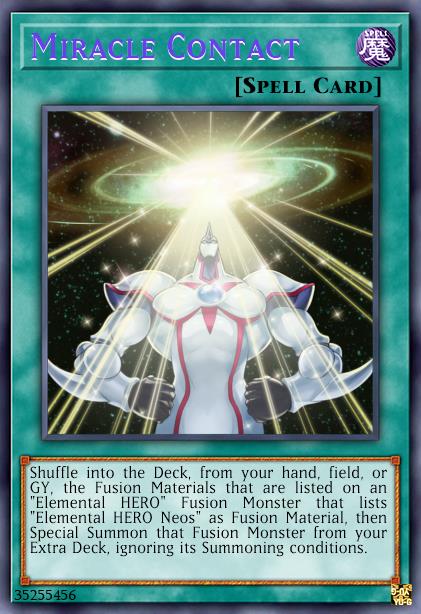 Miracle Contact
SPELL
魔
[Spell Card]
Shuffle into the Deck, from your hand, field, or
GY, the Fusion Materials that are listed on an
"Elemental HERO" Fusion Monster that lists
"Elemental HERO Neos" as Fusion Material, then
Special Summon that Fusion Monster from your
Extra Deck, ignoring its Summoning conditions.
35255456